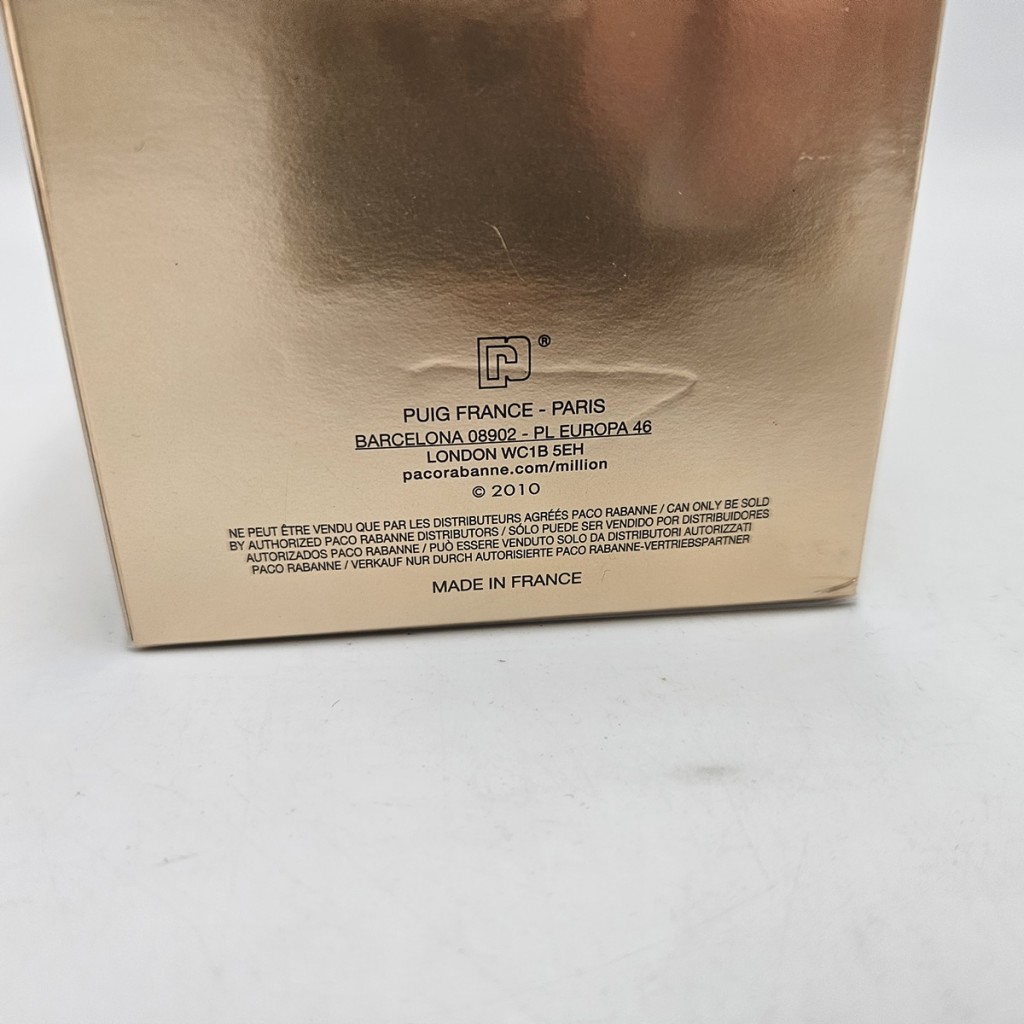 ®
PUIG FRANCE - PARIS
BARCELONA 08902 - PL EUROPA 46
LONDON WC1B 5EH
pacorabanne.com/million
© 2010
NE PEUT ÊTRE VENDU QUE PAR LES DISTRIBUTEURS AGRÉÉS PACO RABANNE / CAN ONLY BE SOLD
BY AUTHORIZED PACO RABANNE DISTRIBUTORS / SÓLO PUEDE SER VENDIDO POR DISTRIBUIDORES
AUTORIZADOS PACO RABANNE / PUÒ ESSERE VENDUTO SOLO DA DISTRIBUTORI AUTORIZZATI
PACO RABANNE / VERKAUF NUR DURCH AUTORISIERTE PACO RABANNE-VERTRIEBSPARTNER
MADE IN FRANCE